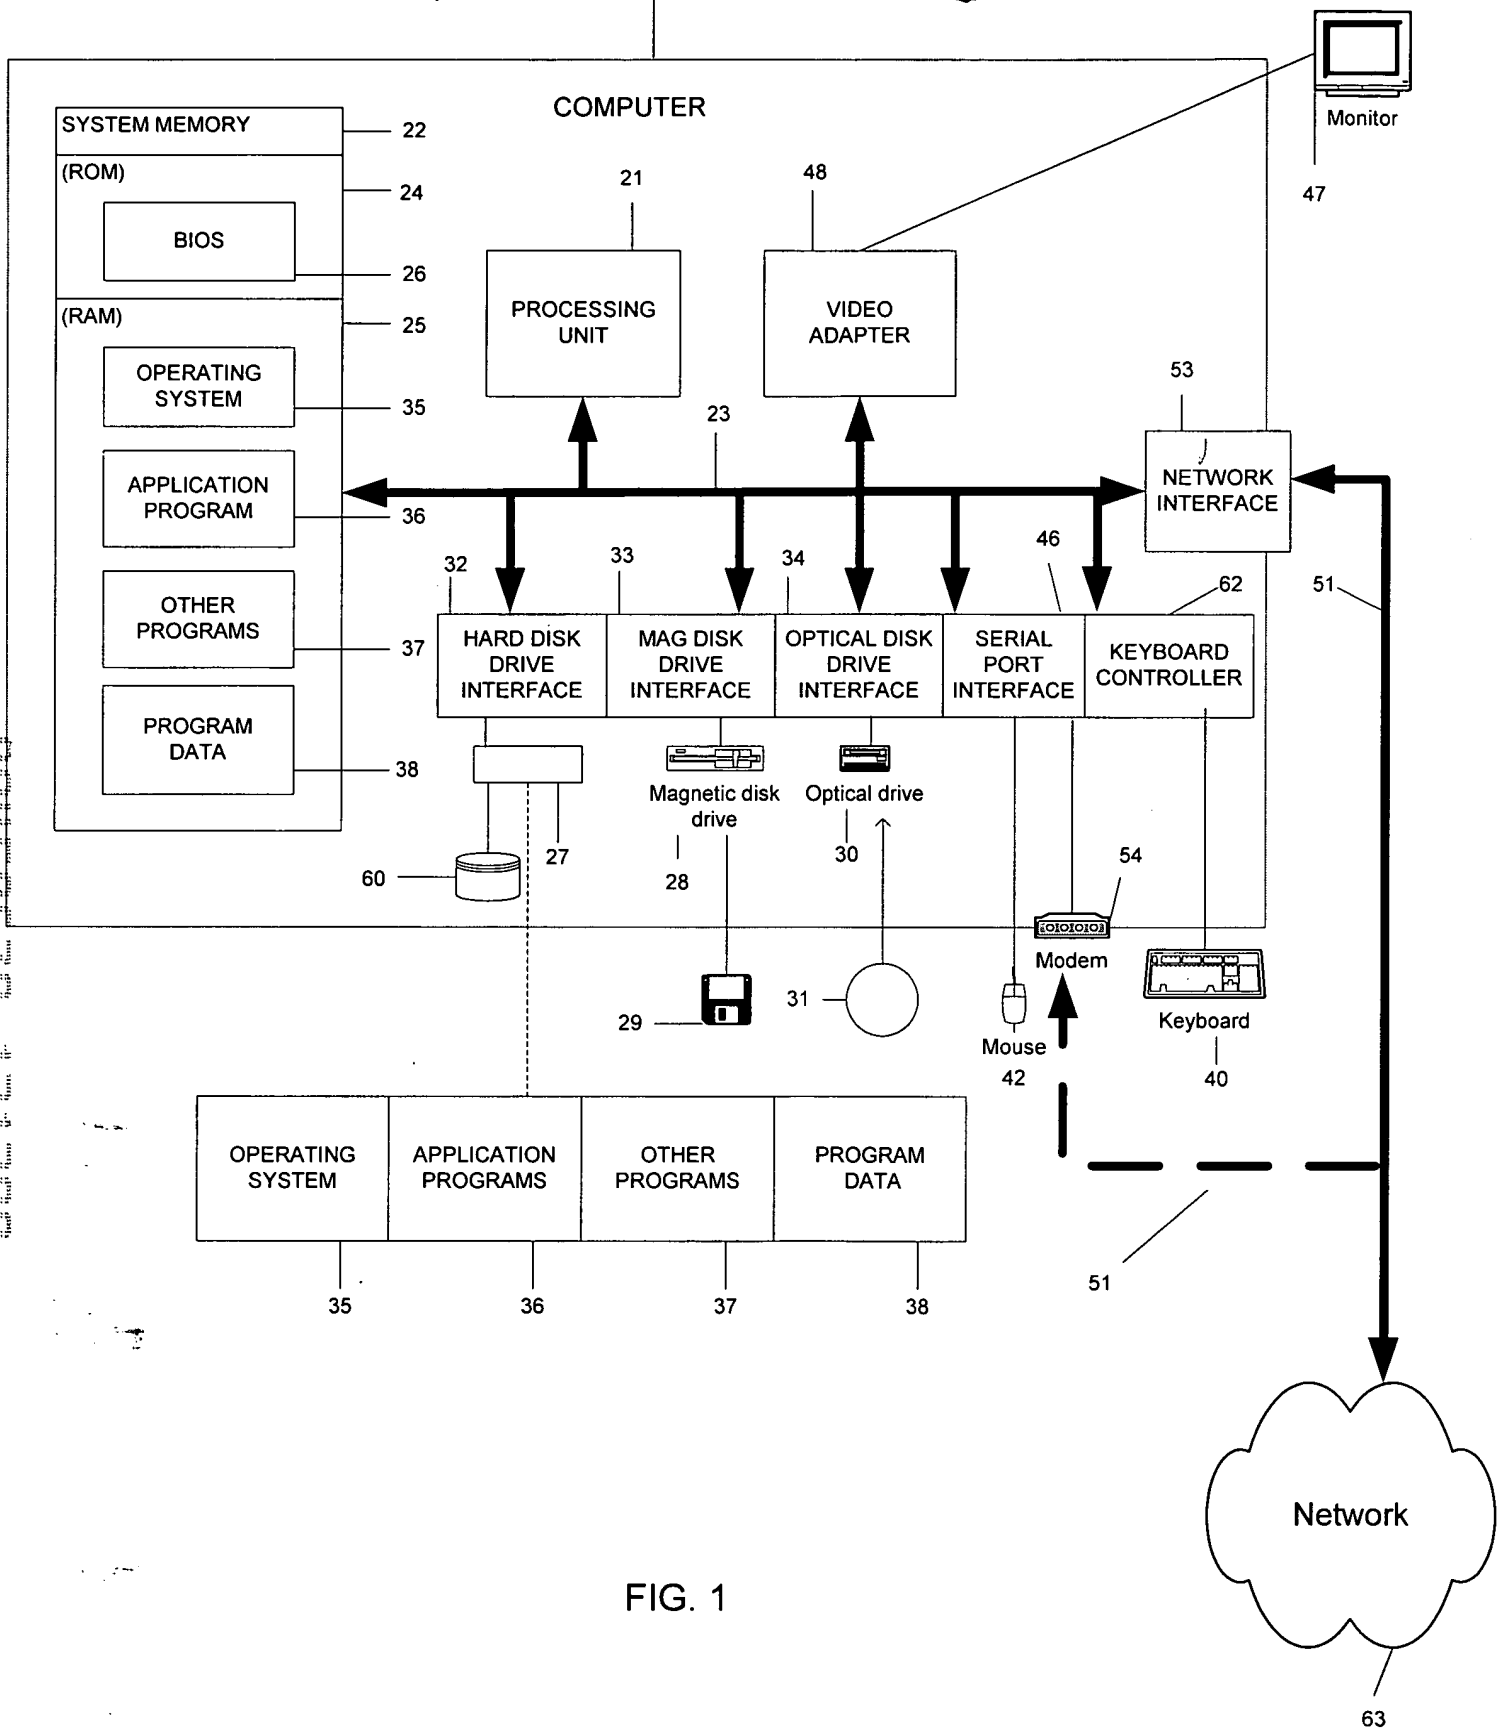 COMPUTER
Monitor
47
SYSTEM MEMORY
22
(ROM)
24
BIOS
26
(RAM)
25
OPERATING
SYSTEM
35
APPLICATION
PROGRAM
36
OTHER
PROGRAMS
37
PROGRAM
DATA
38
21
PROCESSING
UNIT
48
VIDEO
ADAPTER
23
53
NETWORK
INTERFACE
51
32
HARD DISK
DRIVE
INTERFACE
33
MAG DISK
DRIVE
INTERFACE
34
OPTICAL DISK
DRIVE
INTERFACE
46
SERIAL
PORT
INTERFACE
62
KEYBOARD
CONTROLLER
27
60
Magnetic disk
drive
28
Optical drive
30
54
Modem
29
31
Mouse
42
Keyboard
40
OPERATING
SYSTEM
35
APPLICATION
PROGRAMS
36
OTHER
PROGRAMS
37
PROGRAM
DATA
38
51
Network
63
FIG. 1